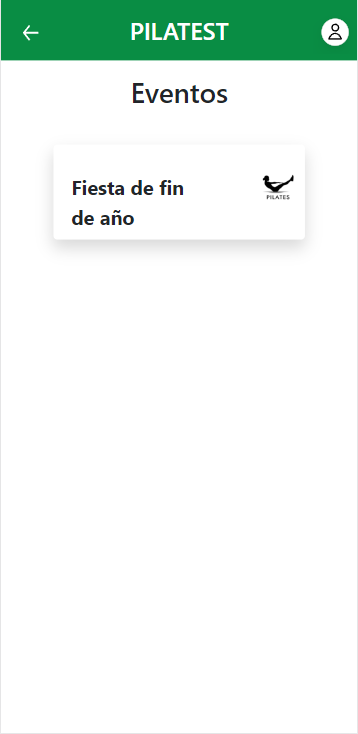 PILATEST
Eventos
Fiesta de fin
de año
PILATES